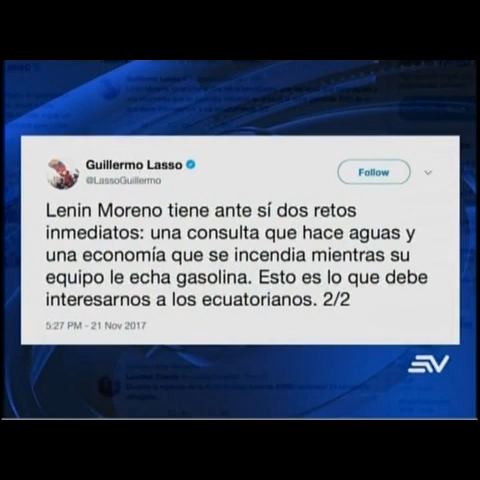 Guillermo Lasso
@LassoGuillermo
Follow
Lenin Moreno tiene ante sí dos retos
inmediatos: una consulta que hace aguas y
una economía que se incendia mientras su
equipo le echa gasolina. Esto es lo que debe
interesarnos a los ecuatorianos. 2/2
5:27 PM - 21 Nov 2017